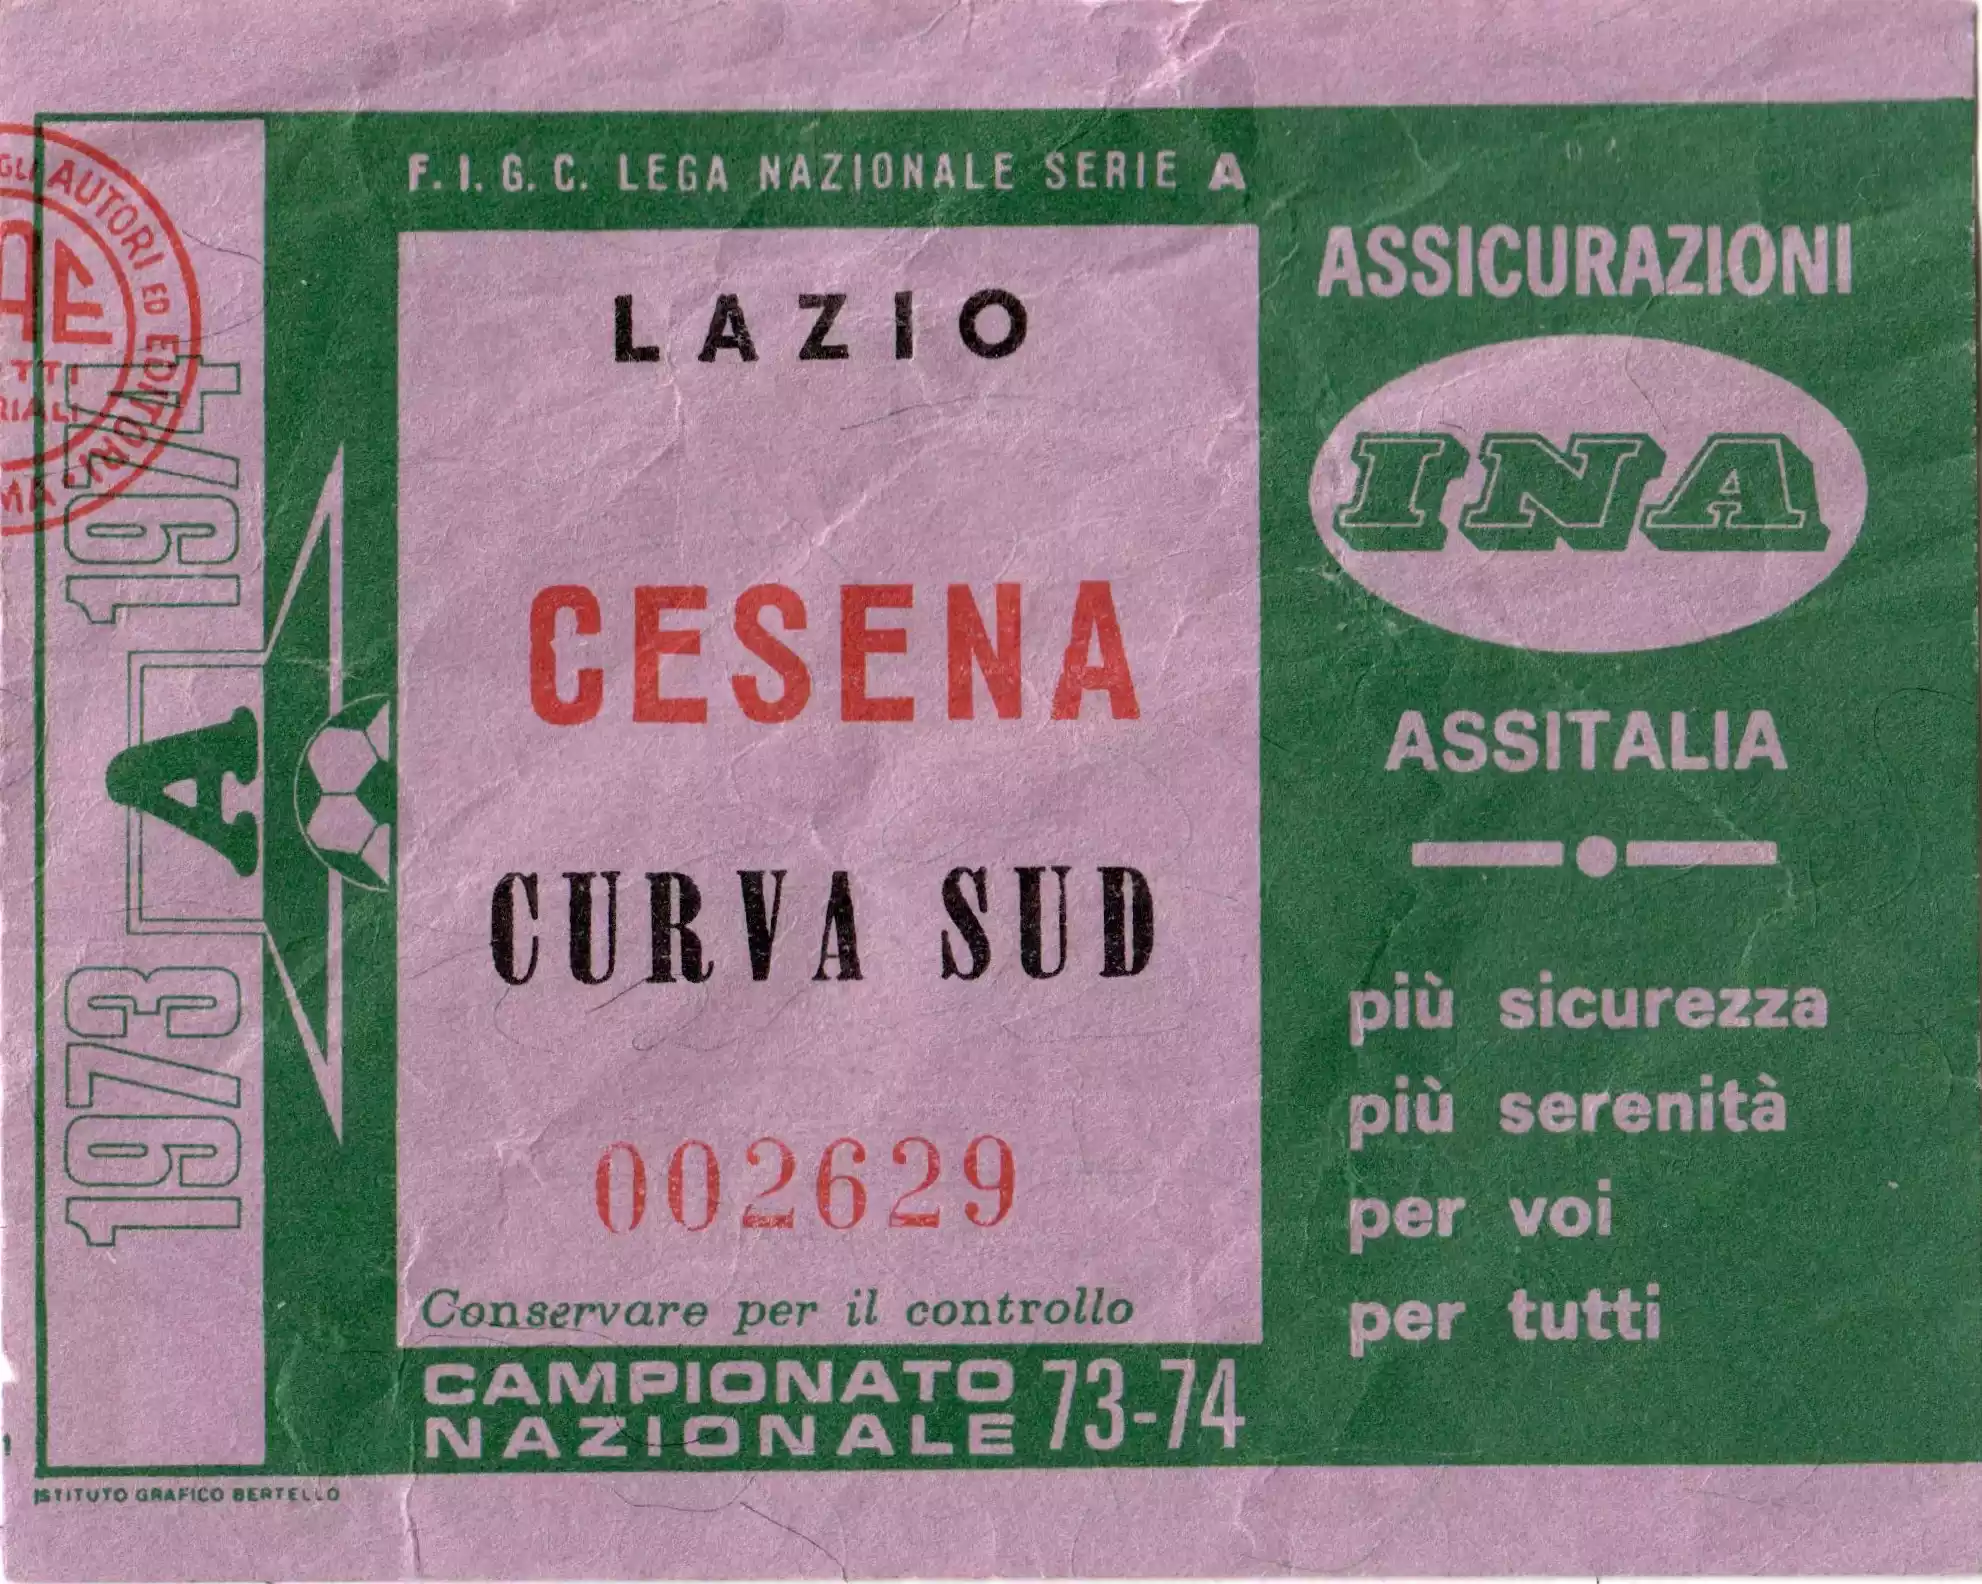 F. I. G. C. LEGA NAZIONALE SERIE A
LAZIO
CESENA
CURVA SUD
002629
Conservare per il controllo
CAMPIONATO
NAZIONALE 73-74
1973 A 1974
AUTORI ED EDITORI
ASSICURAZIONI
INA
ASSITALIA
più sicurezza
più serenità
per voi
per tutti
ISTITUTO GRAFICO BERTELLO